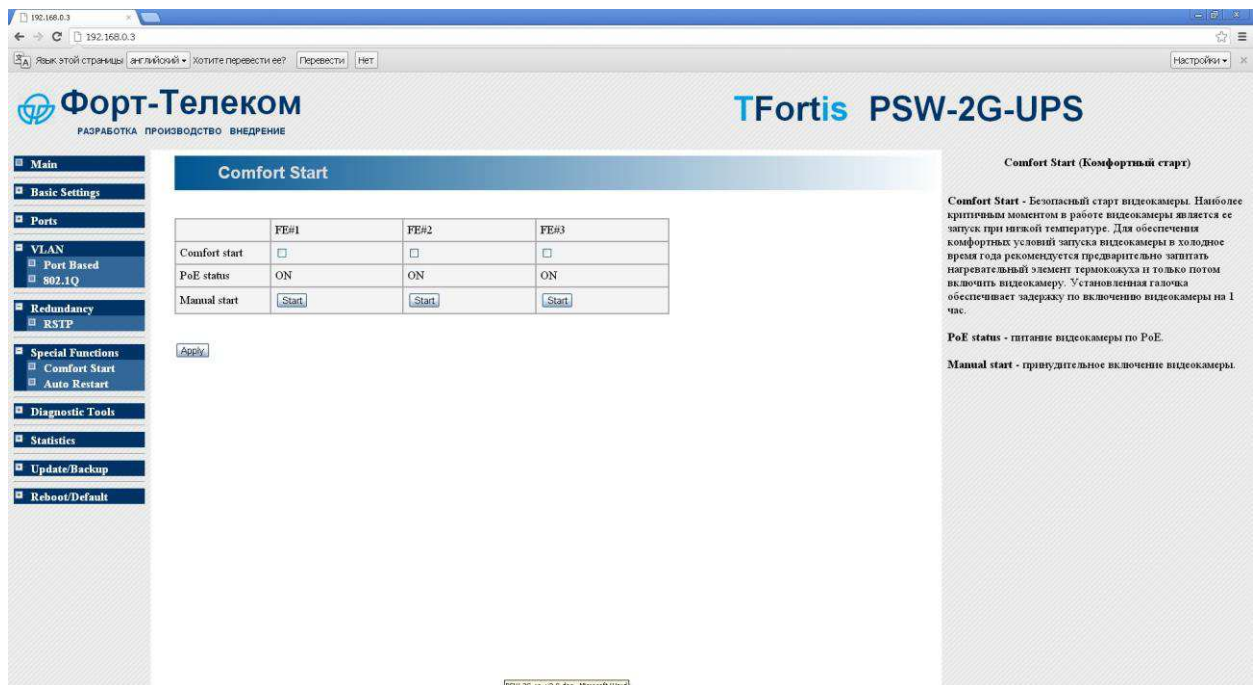 192.168.0.3
192.168.0.3
Язык этой страницы английский Хотите перевести ее? Перевести Нет Настройки
Форт-Телеком
РАЗРАБОТКА ПРОИЗВОДСТВО ВНЕДРЕНИЕ
TFortis PSW-2G-UPS
Main
Basic Settings
Ports
VLAN
Port Based
802.1Q
Redundancy
RSTP
Special Functions
Comfort Start
Auto Restart
Diagnostic Tools
Statistics
Update/Backup
Reboot/Default
Comfort Start
FE#1 FE#2 FE#3
Comfort start
PoE status ON ON ON
Manual start Start Start Start
Apply
Comfort Start (Комфортный старт)
Comfort Start - Безопасный старт видеокамеры. Наиболее
критичным моментом в работе видеокамеры является ее
запуск при низкой температуре. Для обеспечения
комфортных условий запуска видеокамеры в холодное
время года рекомендуется предварительно запитать
нагревательный элемент термокожуха и только потом
включить видеокамеру. Установленная галочка
обеспечивает задержку по включению видеокамеры на 1
час.
PoE status - питание видеокамеры по PoE.
Manual start - принудительное включение видеокамеры.